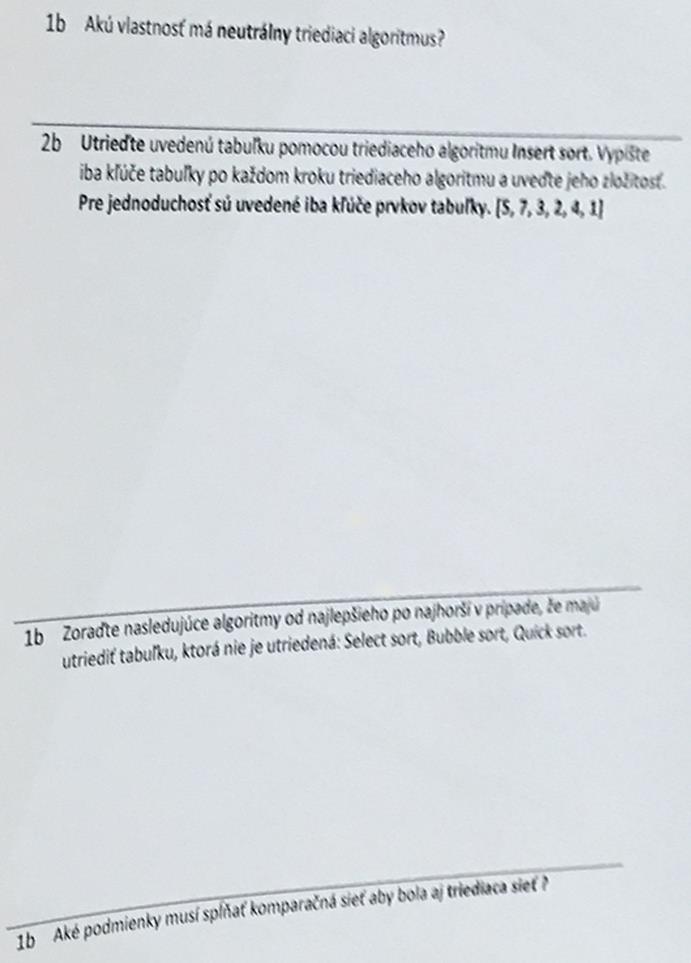 1b Akú vlastnosť má neutrálny triediaci algoritmus?
2b Utrieďte uvedenú tabuľku pomocou triediaceho algoritmu Insert sort. Vypíšte
iba kľúče tabuľky po každom kroku triediaceho algoritmu a uveďte jeho zložitosť.
Pre jednoduchosť sú uvedené iba kľúče prvkov tabuľky. [5, 7, 3, 2, 4, 1]
1b Zoraďte nasledujúce algoritmy od najlepšieho po najhorší v prípade, že majú
utriediť tabuľku, ktorá nie je utriedená: Select sort, Bubble sort, Quick sort.
1b Aké podmienky musí spĺňať komparačná sieť aby bola aj triediaca sieť ?